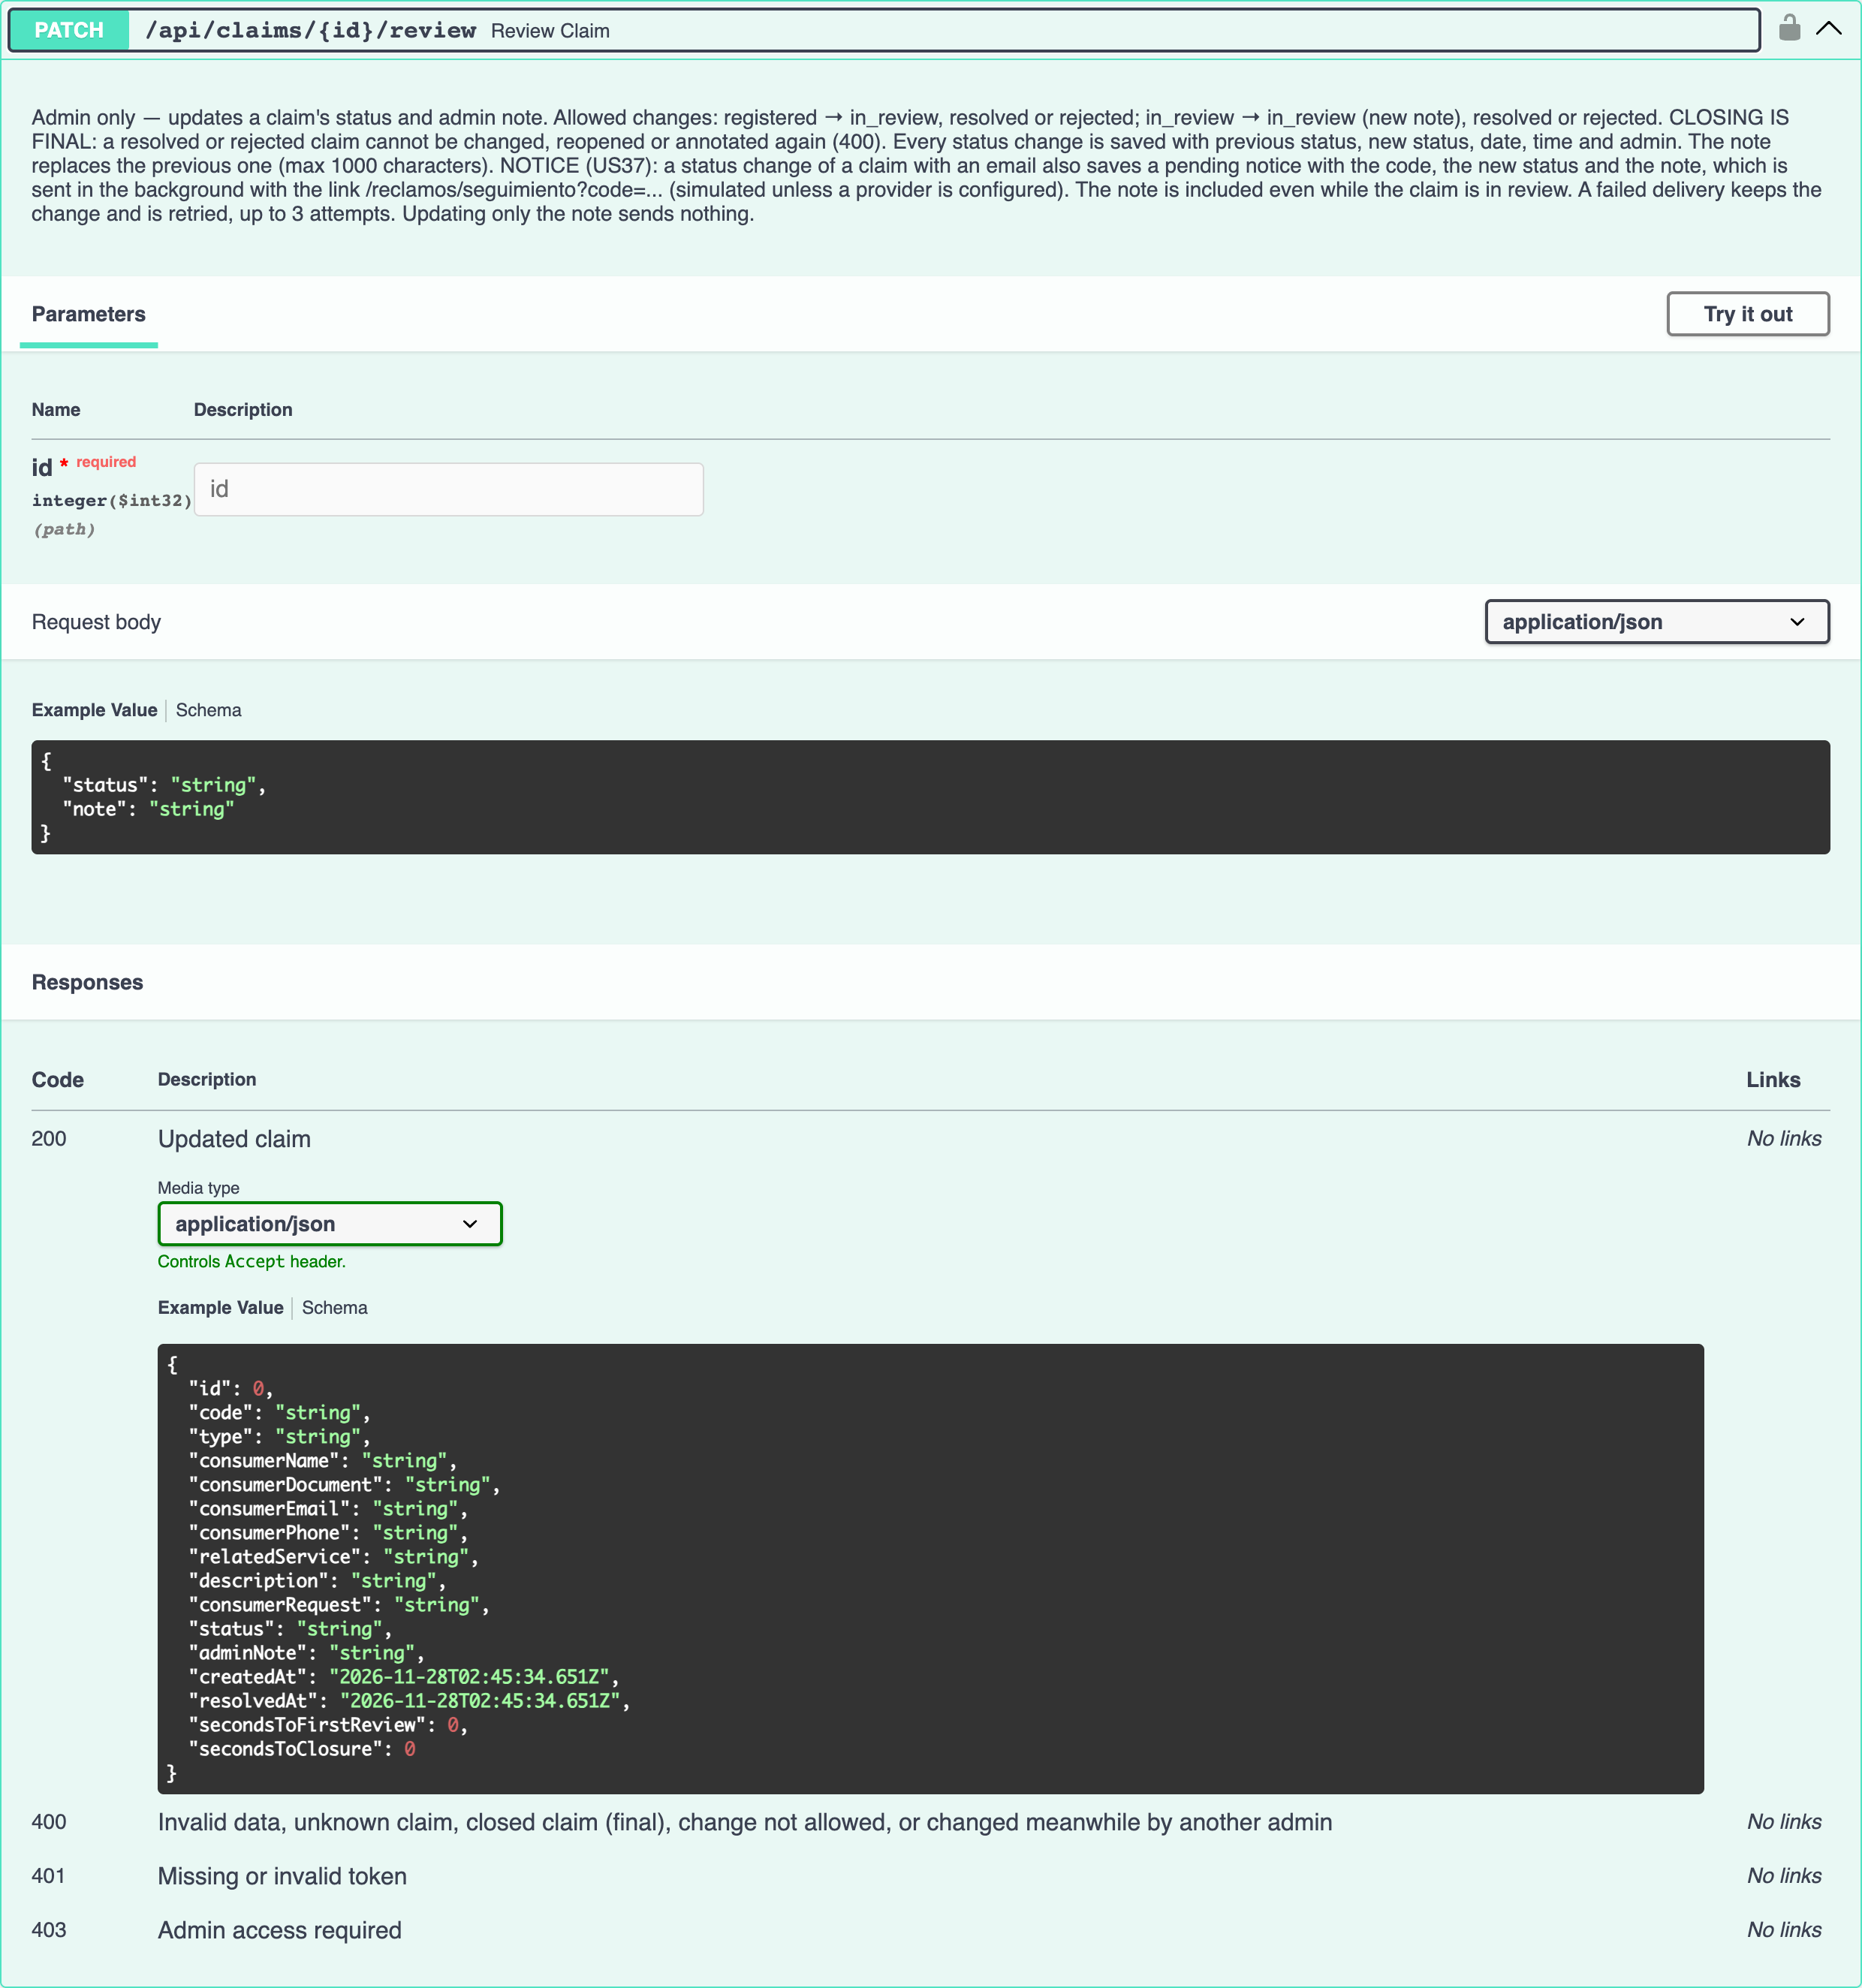 PATCH /api/claims/{id}/review Review Claim
Admin only — updates a claim's status and admin note. Allowed changes: registered → in_review, resolved or rejected; in_review → in_review (new note), resolved or rejected. CLOSING IS
FINAL: a resolved or rejected claim cannot be changed, reopened or annotated again (400). Every status change is saved with previous status, new status, date, time and admin. The note
replaces the previous one (max 1000 characters). NOTICE (US37): a status change of a claim with an email also saves a pending notice with the code, the new status and the note, which is
sent in the background with the link /reclamos/seguimiento?code=... (simulated unless a provider is configured). The note is included even while the claim is in review. A failed delivery keeps the
change and is retried, up to 3 attempts. Updating only the note sends nothing.
Parameters
Try it out
Name Description
id * required
integer($int32)
(path)
id
Request body
application/json
Example Value Schema
{
  "status": "string",
  "note": "string"
}
Responses
Code Description Links
200 Updated claim No links
Media type
application/json
Controls Accept header.
Example Value Schema
{
  "id": 0,
  "code": "string",
  "type": "string",
  "consumerName": "string",
  "consumerDocument": "string",
  "consumerEmail": "string",
  "consumerPhone": "string",
  "relatedService": "string",
  "description": "string",
  "consumerRequest": "string",
  "status": "string",
  "adminNote": "string",
  "createdAt": "2026-11-28T02:45:34.651Z",
  "resolvedAt": "2026-11-28T02:45:34.651Z",
  "secondsToFirstReview": 0,
  "secondsToClosure": 0
}
400 Invalid data, unknown claim, closed claim (final), change not allowed, or changed meanwhile by another admin No links
401 Missing or invalid token No links
403 Admin access required No links